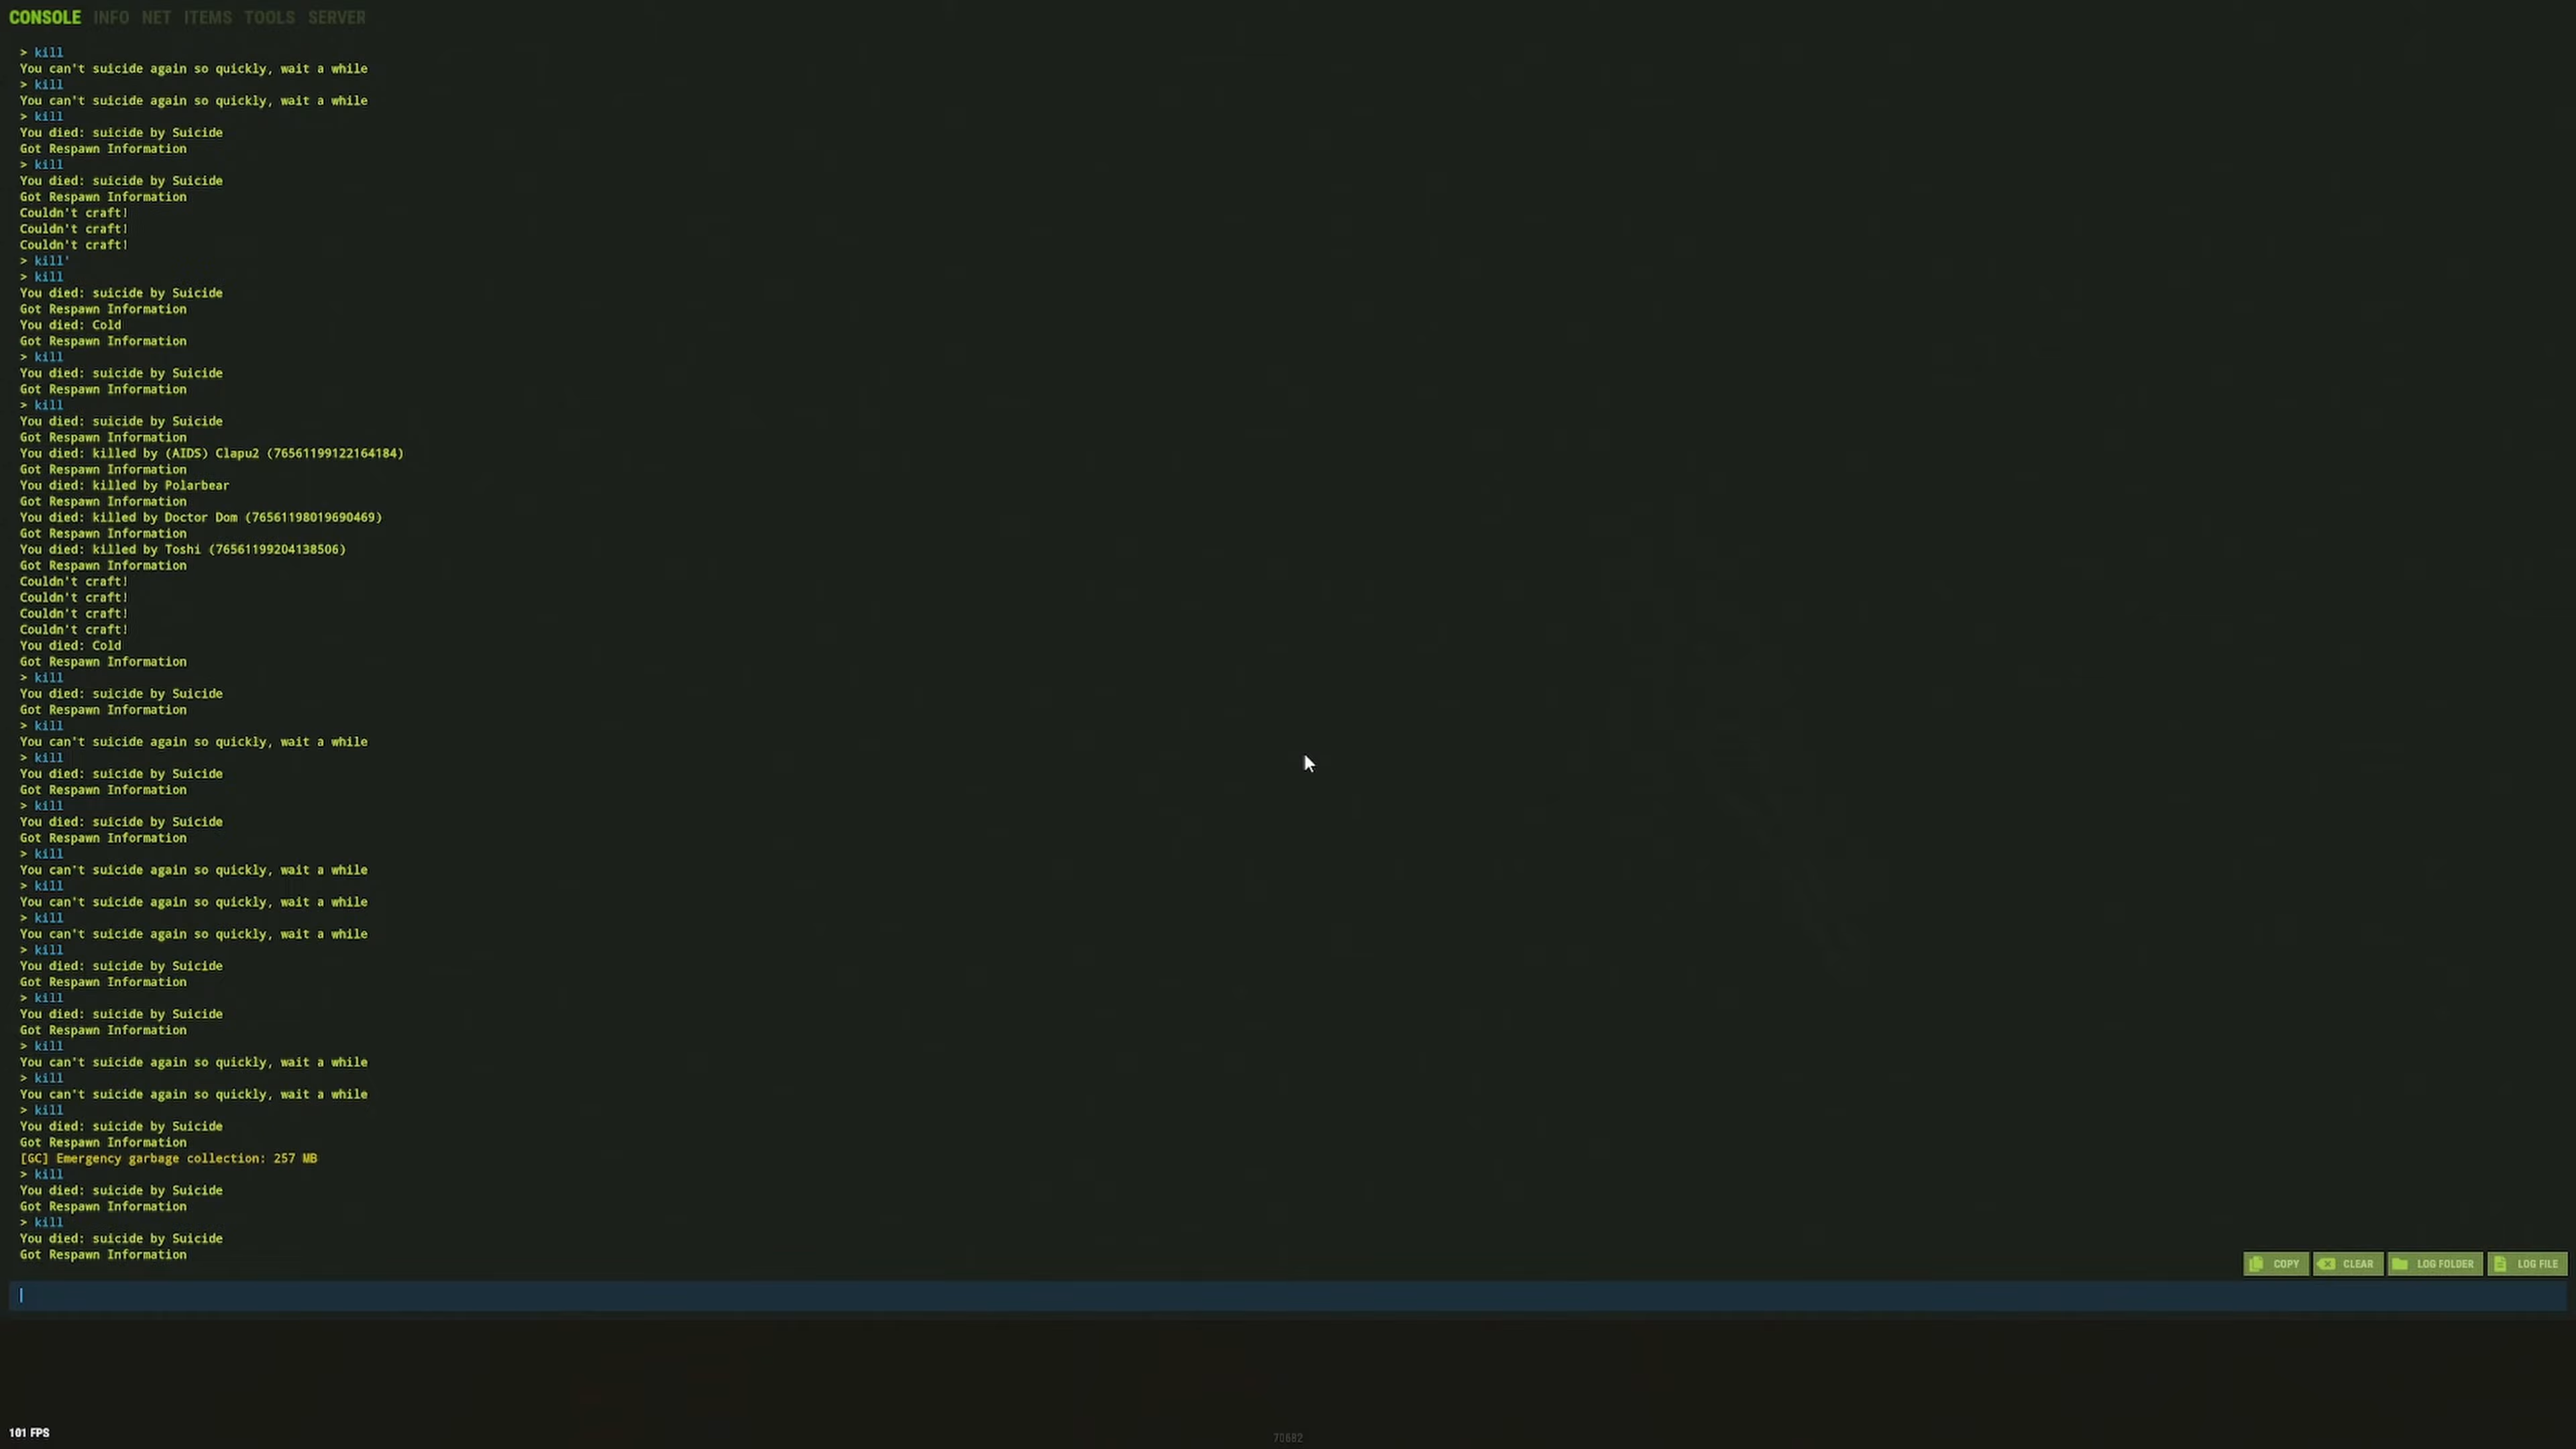 CONSOLE INFO NET ITEMS TOOLS SERVER
> kill
You can't suicide again so quickly, wait a while
> kill
You can't suicide again so quickly, wait a while
> kill
You died: suicide by Suicide
Got Respawn Information
> kill
You died: suicide by Suicide
Got Respawn Information
Couldn't craft!
Couldn't craft!
Couldn't craft!
> kill'
> kill
You died: suicide by Suicide
Got Respawn Information
You died: Cold
Got Respawn Information
> kill
You died: suicide by Suicide
Got Respawn Information
> kill
You died: suicide by Suicide
Got Respawn Information
You died: killed by (AIDS) Clapu2 (76561199122164184)
Got Respawn Information
You died: killed by Polarbear
Got Respawn Information
You died: killed by Doctor Dom (76561198019690469)
Got Respawn Information
You died: killed by Toshi (76561199204138506)
Got Respawn Information
Couldn't craft!
Couldn't craft!
Couldn't craft!
Couldn't craft!
You died: Cold
Got Respawn Information
> kill
You died: suicide by Suicide
Got Respawn Information
> kill
You can't suicide again so quickly, wait a while
> kill
You died: suicide by Suicide
Got Respawn Information
> kill
You died: suicide by Suicide
Got Respawn Information
> kill
You can't suicide again so quickly, wait a while
> kill
You can't suicide again so quickly, wait a while
> kill
You can't suicide again so quickly, wait a while
> kill
You died: suicide by Suicide
Got Respawn Information
> kill
You died: suicide by Suicide
Got Respawn Information
> kill
You can't suicide again so quickly, wait a while
> kill
You can't suicide again so quickly, wait a while
> kill
You died: suicide by Suicide
Got Respawn Information
[GC] Emergency garbage collection: 257 MB
> kill
You died: suicide by Suicide
Got Respawn Information
> kill
You died: suicide by Suicide
Got Respawn Information
COPY CLEAR LOG FOLDER LOG FILE
101 FPS
70682